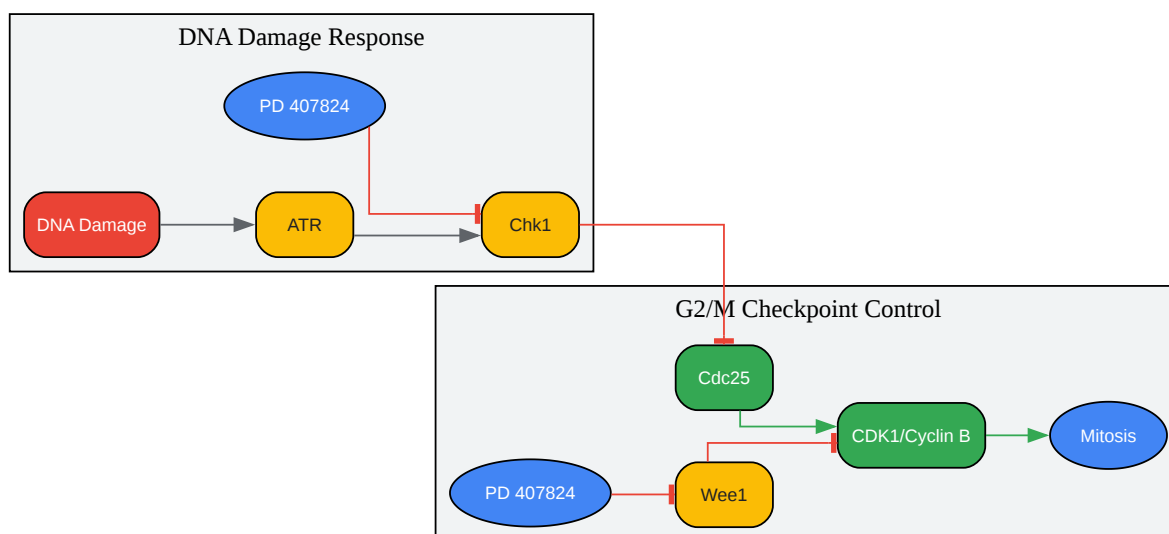 DNA Damage Response
PD 407824
DNA Damage
ATR
Chk1
G2/M Checkpoint Control
Cdc25
CDK1/Cyclin B
Mitosis
PD 407824
Wee1